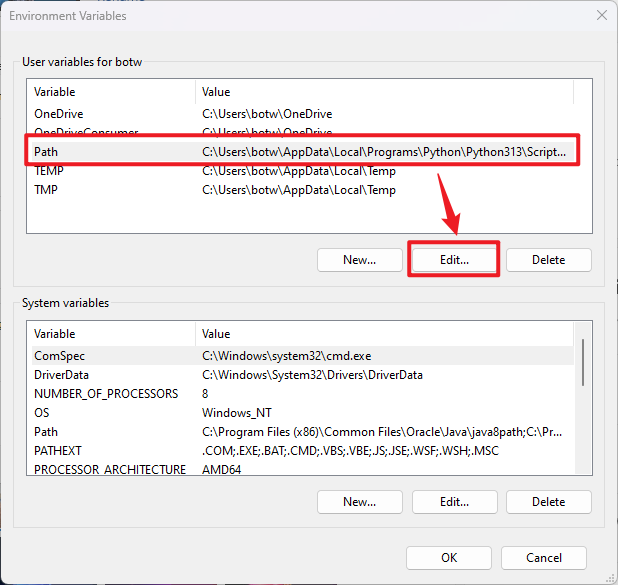 Environment Variables
User variables for botw
Variable Value
OneDrive C:\Users\botw\OneDrive
OneDriveConsumer C:\Users\botw\OneDrive
Path C:\Users\botw\AppData\Local\Programs\Python\Python313\Script...
TEMP C:\Users\botw\AppData\Local\Temp
TMP C:\Users\botw\AppData\Local\Temp
New... Edit... Delete
System variables
Variable Value
ComSpec C:\Windows\system32\cmd.exe
DriverData C:\Windows\System32\Drivers\DriverData
NUMBER_OF_PROCESSORS 8
OS Windows_NT
Path C:\Program Files (x86)\Common Files\Oracle\Java\java8path;C:\Pr...
PATHEXT .COM;.EXE;.BAT;.CMD;.VBS;.VBE;.JS;.JSE;.WSF;.WSH;.MSC
PROCESSOR_ARCHITECTURE AMD64
New... Edit... Delete
OK Cancel